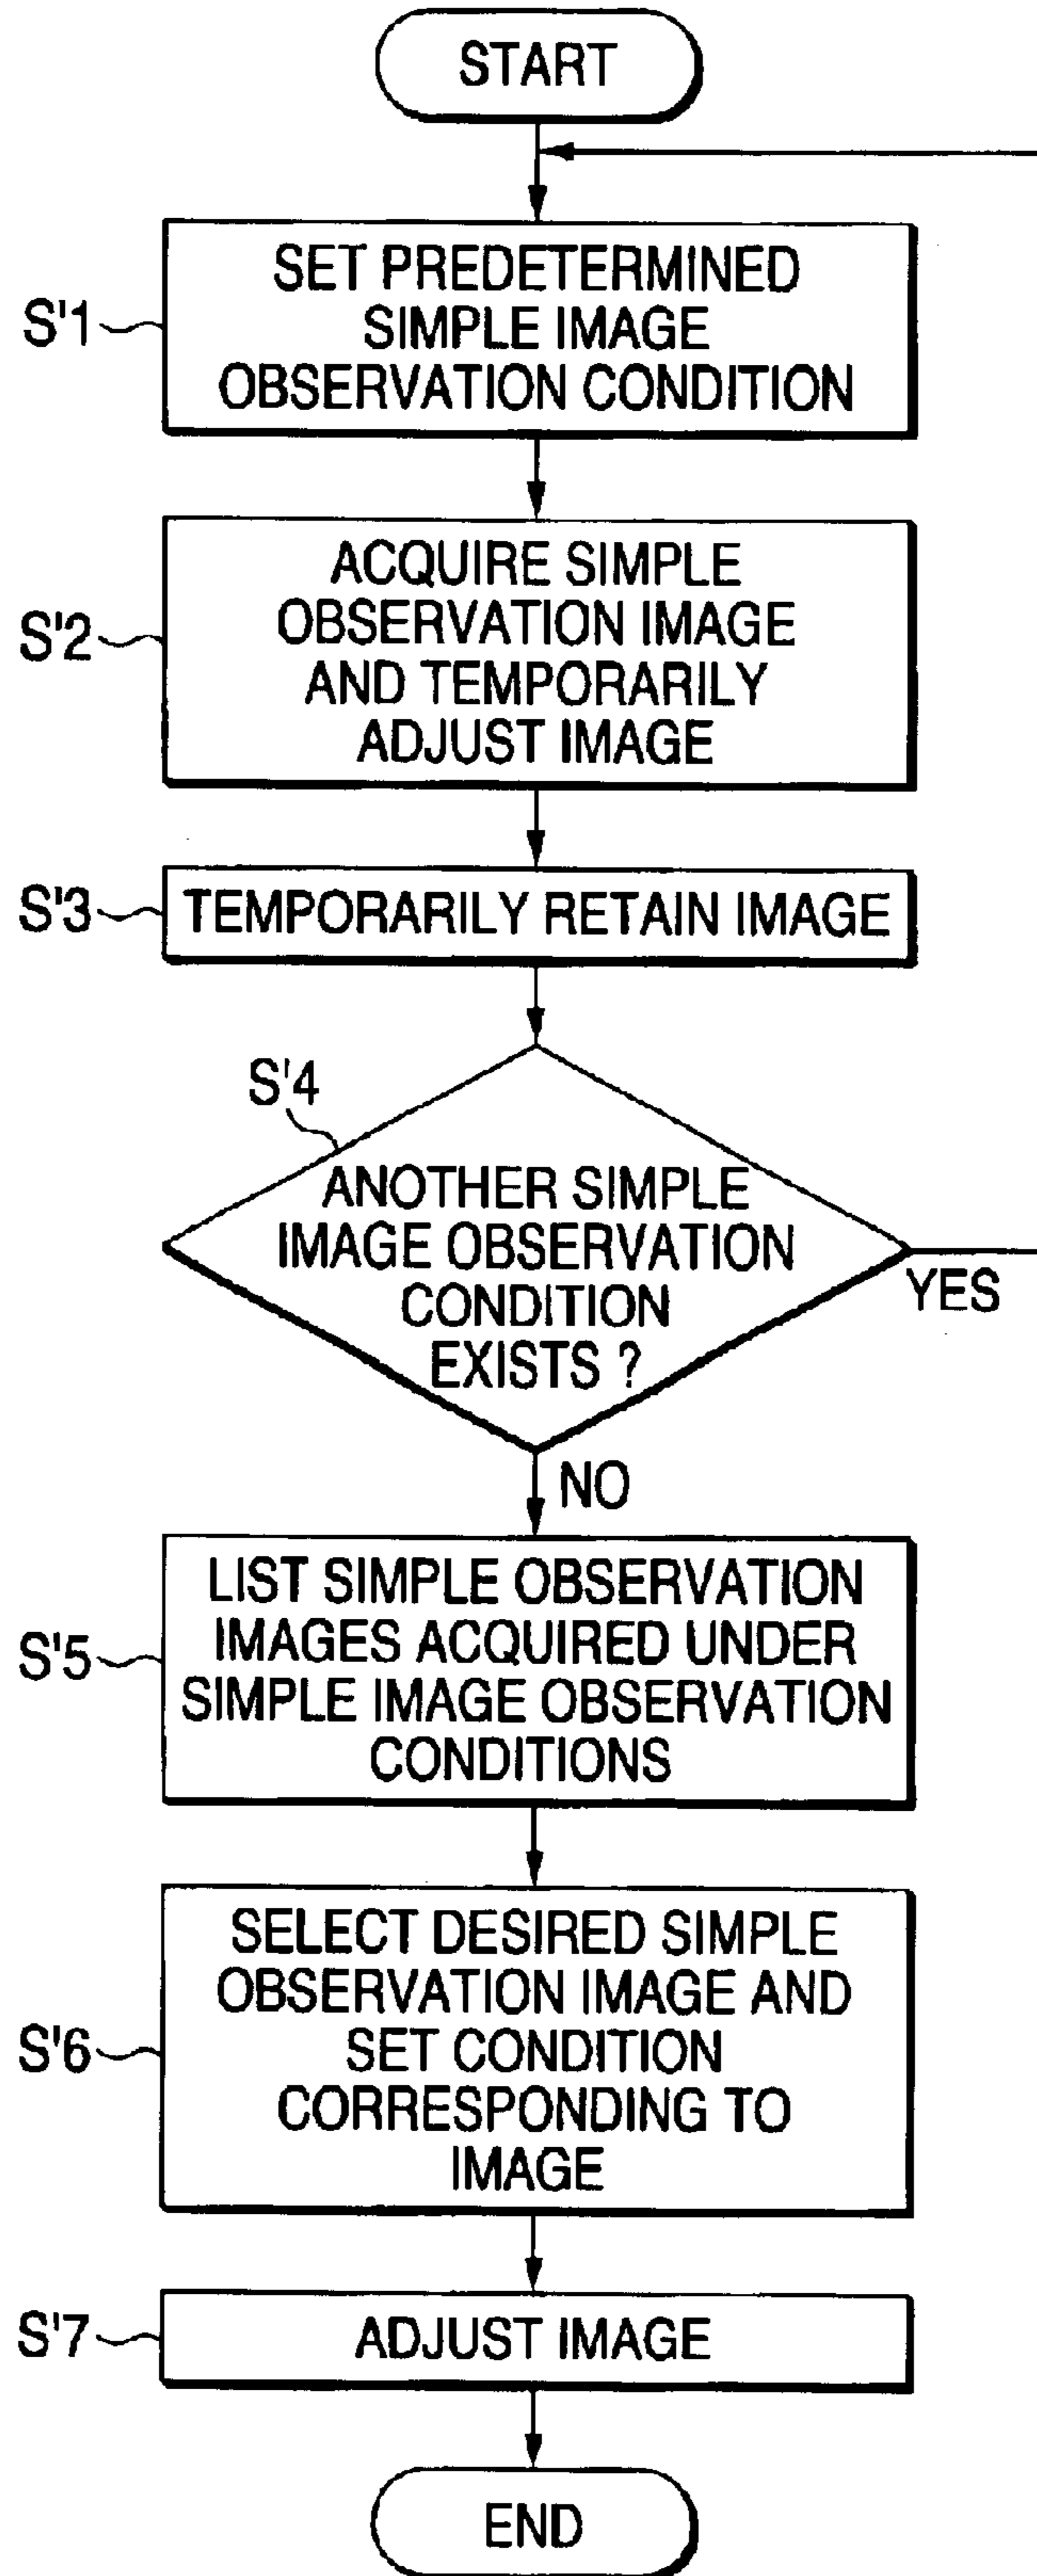 START
S'1
SET PREDETERMINED
SIMPLE IMAGE
OBSERVATION CONDITION
S'2
ACQUIRE SIMPLE
OBSERVATION IMAGE
AND TEMPORARILY
ADJUST IMAGE
S'3
TEMPORARILY RETAIN IMAGE
S'4
ANOTHER SIMPLE
IMAGE OBSERVATION
CONDITION
EXISTS ?
YES
NO
S'5
LIST SIMPLE OBSERVATION
IMAGES ACQUIRED UNDER
SIMPLE IMAGE OBSERVATION
CONDITIONS
S'6
SELECT DESIRED SIMPLE
OBSERVATION IMAGE AND
SET CONDITION
CORRESPONDING TO
IMAGE
S'7
ADJUST IMAGE
END